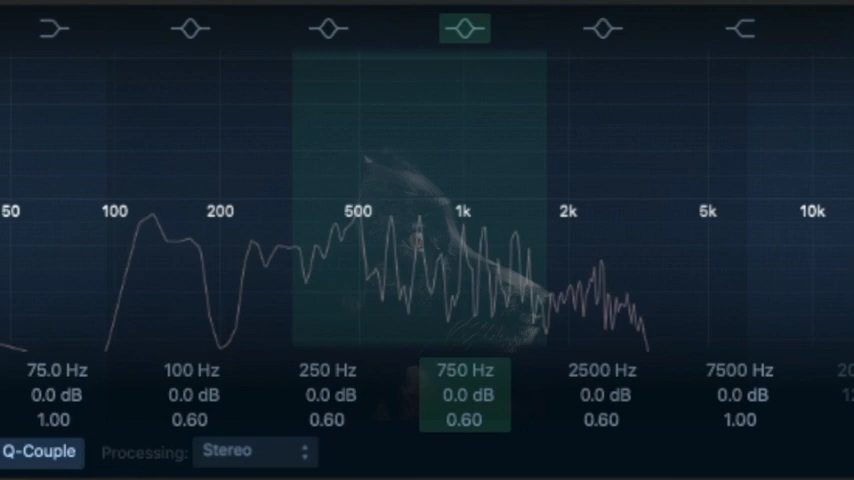 50 100 200 500 1k 2k 5k 10k
75.0 Hz 100 Hz 250 Hz 750 Hz 2500 Hz 7500 Hz 20
0.0 dB 0.0 dB 0.0 dB 0.0 dB 0.0 dB 0.0 dB 12
1.00 0.60 0.60 0.60 0.60 1.00
Q-Couple Processing: Stereo